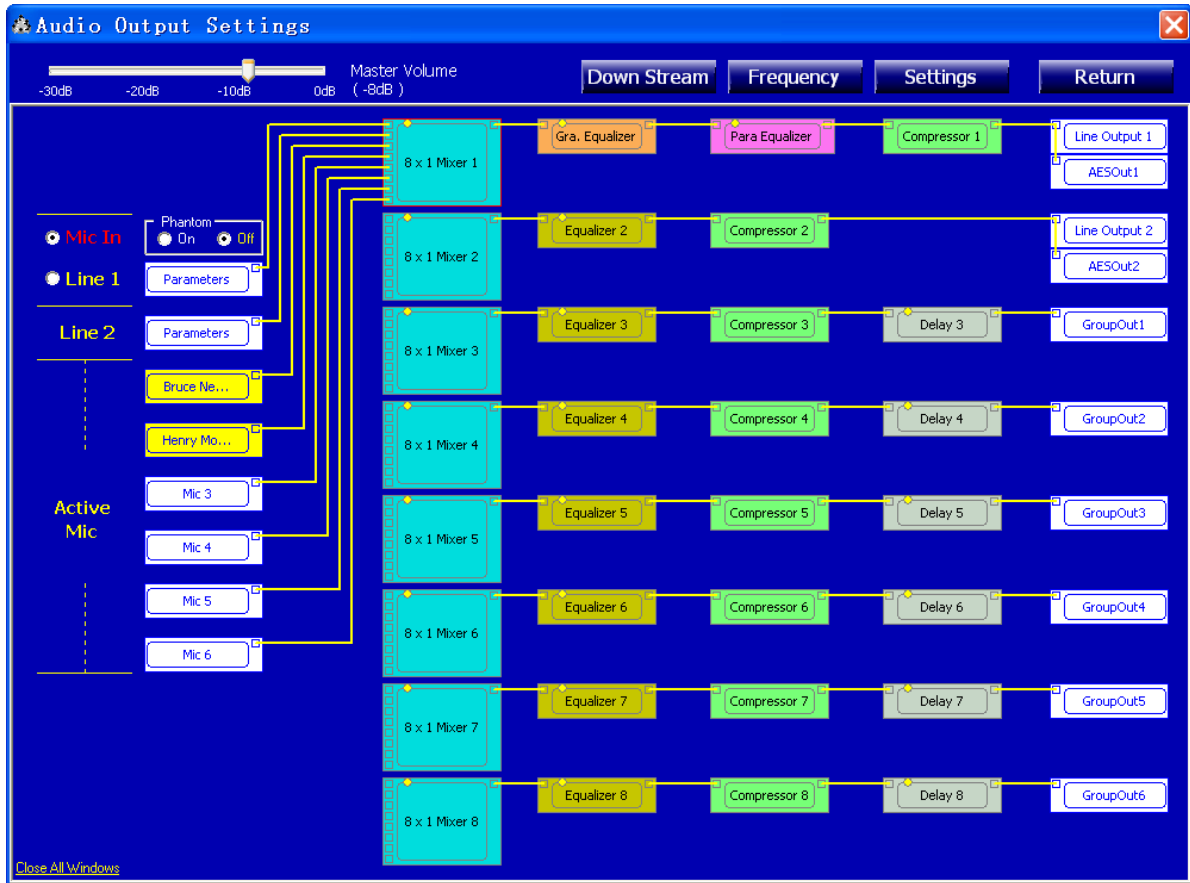 Audio Output Settings
-30dB -20dB -10dB 0dB
Master Volume
( -8dB )
Down Stream Frequency Settings Return
Mic In
Phantom
On Off
Line 1
Parameters
Line 2
Parameters
Bruce Ne...
Henry Mo...
Active
Mic
Mic 3
Mic 4
Mic 5
Mic 6
8 x 1 Mixer 1 Gra. Equalizer Para Equalizer Compressor 1 Line Output 1
AESOut1
8 x 1 Mixer 2 Equalizer 2 Compressor 2 Line Output 2
AESOut2
8 x 1 Mixer 3 Equalizer 3 Compressor 3 Delay 3 GroupOut1
8 x 1 Mixer 4 Equalizer 4 Compressor 4 Delay 4 GroupOut2
8 x 1 Mixer 5 Equalizer 5 Compressor 5 Delay 5 GroupOut3
8 x 1 Mixer 6 Equalizer 6 Compressor 6 Delay 6 GroupOut4
8 x 1 Mixer 7 Equalizer 7 Compressor 7 Delay 7 GroupOut5
8 x 1 Mixer 8 Equalizer 8 Compressor 8 Delay 8 GroupOut6
Close All Windows